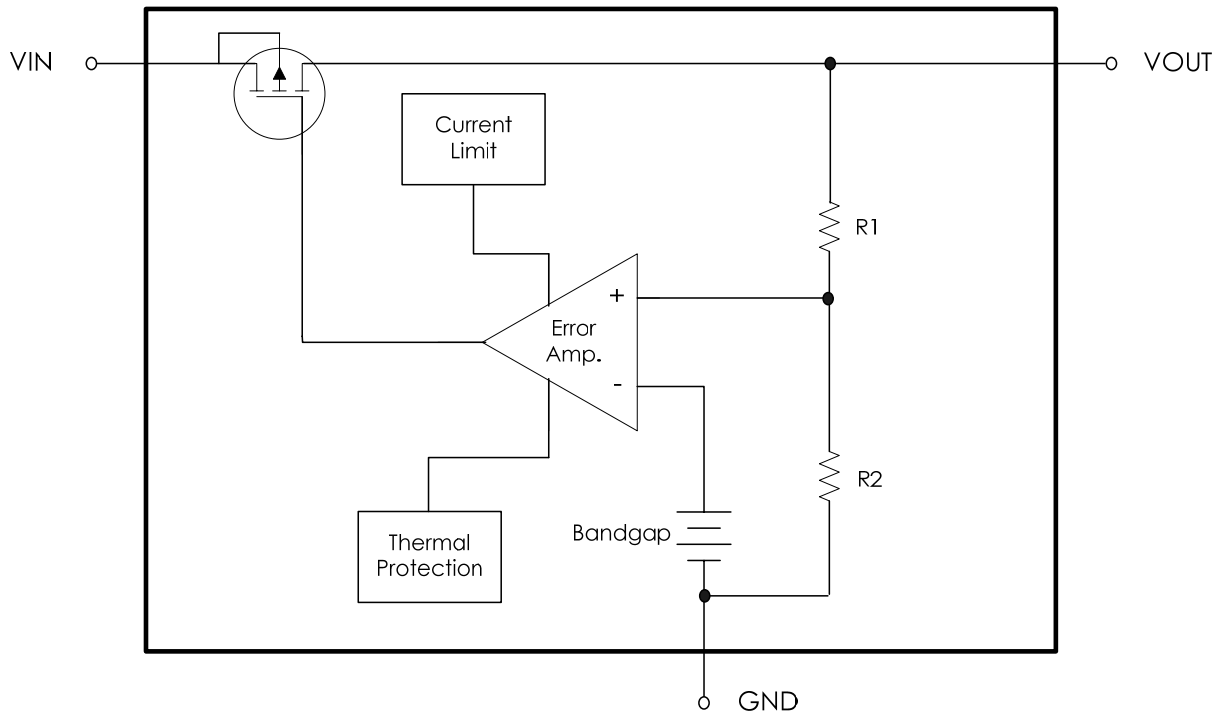 VIN
VOUT
Current
Limit
R1
+
Error
Amp.
-
R2
Bandgap
Thermal
Protection
GND